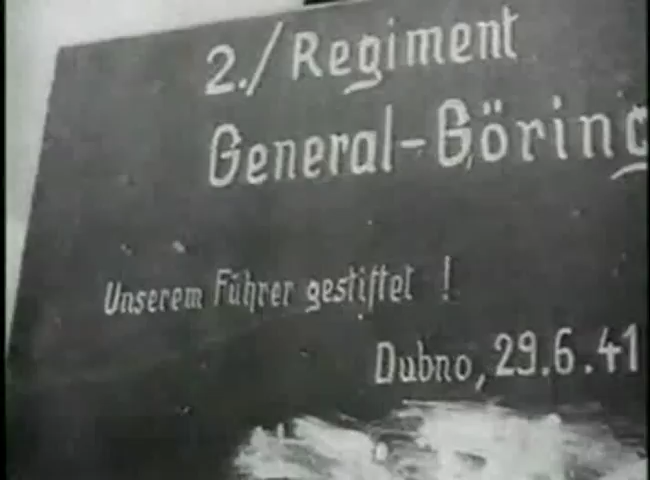 2./Regiment
General-Göring
Unserem Führer gestiftet !
Dubno, 29.6.41